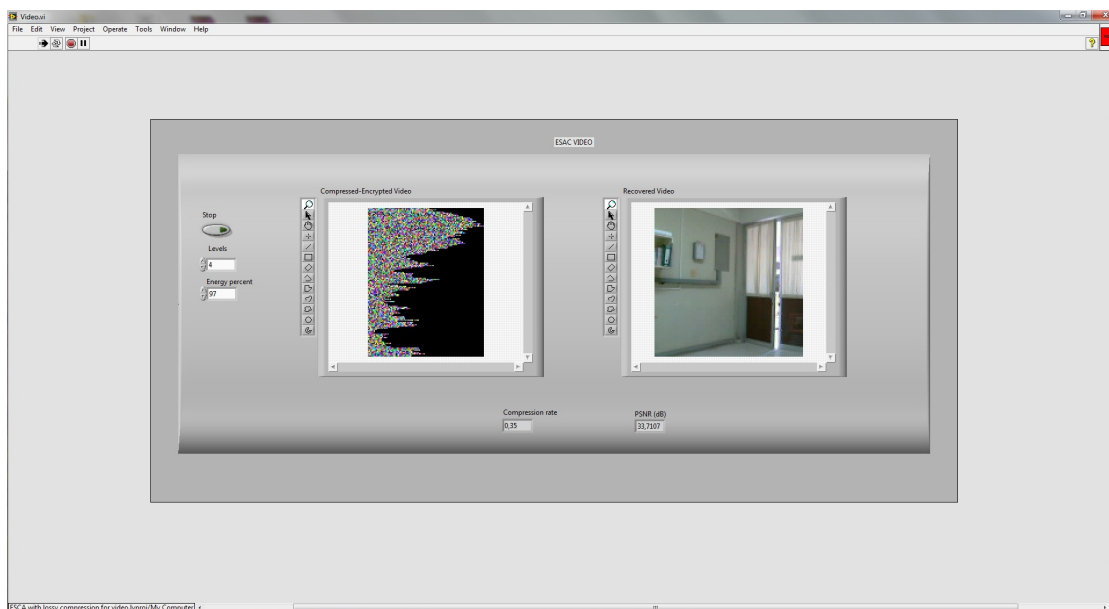 Video.vi
File Edit View Project Operate Tools Window Help
ESAC VIDEO
Compressed-Encrypted Video
Recovered Video
Stop
Levels
4
Energy percent
97
Compression rate
0,35
PSNR (dB)
33,7107
ESCA with lossy compression for video.lvproj/My Computer